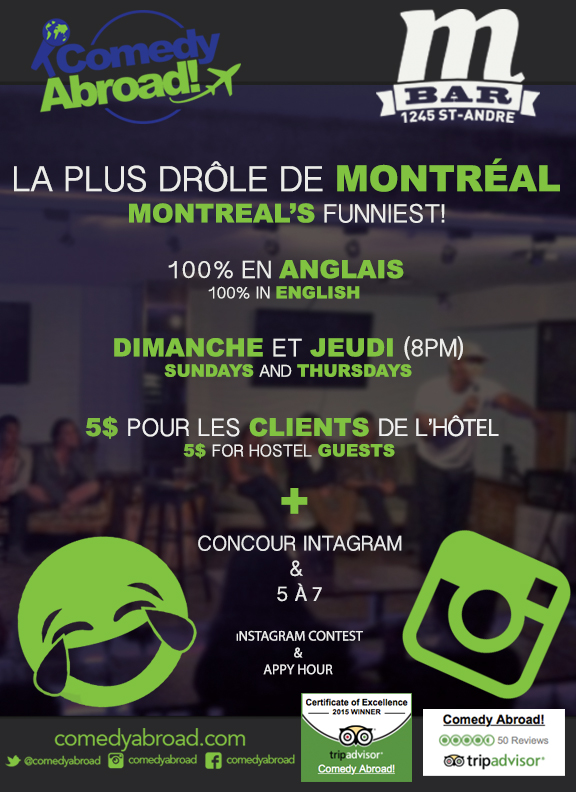 Comedy
Abroad!
m
BAR
1245 ST-ANDRE
LA PLUS DRÔLE DE MONTRÉAL
MONTREAL'S FUNNIEST!
100% EN ANGLAIS
100% IN ENGLISH
DIMANCHE ET JEUDI (8PM)
SUNDAYS AND THURSDAYS
5$ POUR LES CLIENTS DE L'HÔTEL
5$ FOR HOSTEL GUESTS
+
CONCOUR INTAGRAM
&
5 À 7
INSTAGRAM CONTEST
&
APPY HOUR
comedyabroad.com
@comedyabroad comedyabroad comedyabroad
Certificate of Excellence
2015 WINNER
tripadvisor
Comedy Abroad!
Comedy Abroad!
50 Reviews
tripadvisor